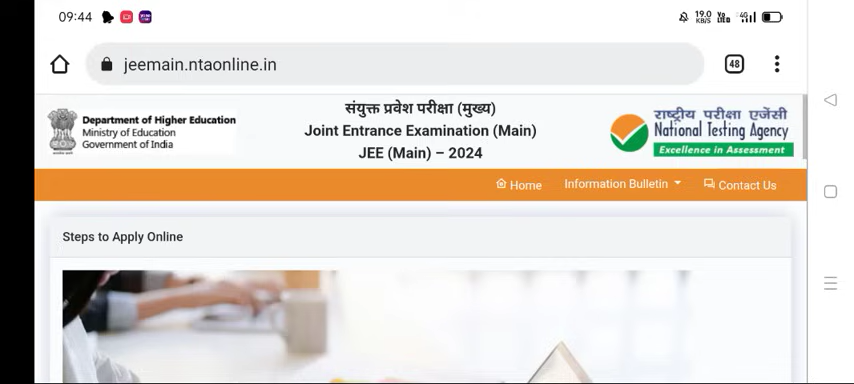 09:44
19.0
KB/S
Vo
4G
jeemain.ntaonline.in
48
Department of Higher Education
Ministry of Education
Government of India
संयुक्त प्रवेश परीक्षा (मुख्य)
Joint Entrance Examination (Main)
JEE (Main) – 2024
राष्ट्रीय परीक्षा एजेंसी
National Testing Agency
Excellence in Assessment
Home
Information Bulletin
Contact Us
Steps to Apply Online